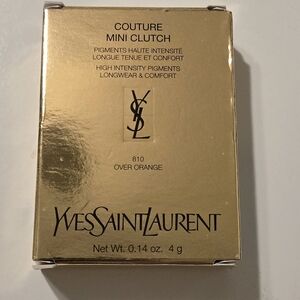 COUTURE
MINI CLUTCH
PIGMENTS HAUTE INTENSITÉ
LONGUE TENUE ET CONFORT
HIGH INTENSITY PIGMENTS
LONGWEAR & COMFORT
YSL
810
OVER ORANGE
YVESSAINTLAURENT
Net Wt. 0.14 oz. 4 g